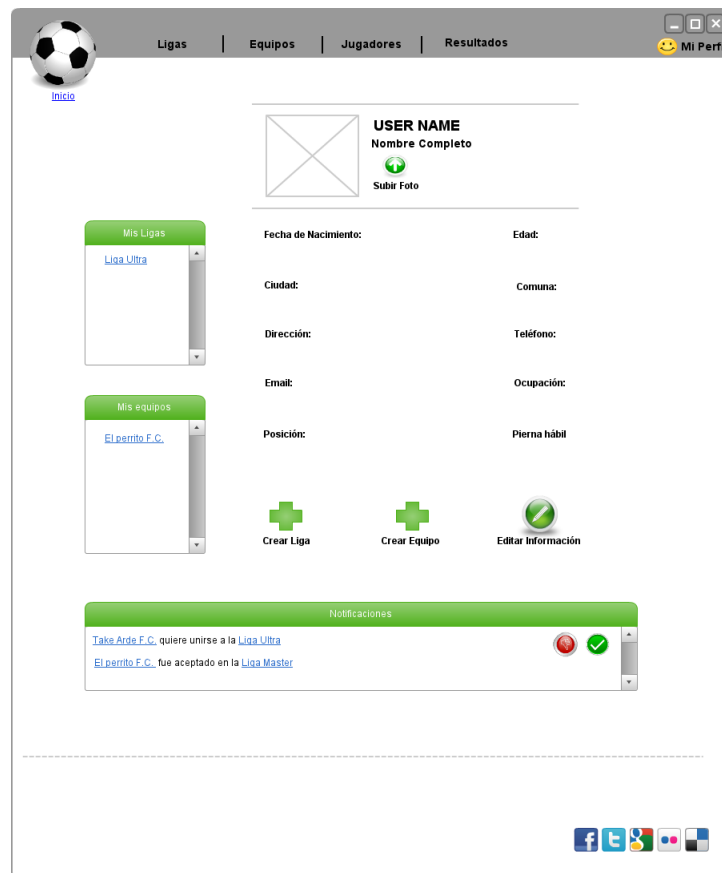 Ligas | Equipos | Jugadores | Resultados
Mi Perf
Inicio
USER NAME
Nombre Completo
Subir Foto
Mis Ligas
Liga Ultra
Fecha de Nacimiento:
Edad:
Ciudad:
Comuna:
Dirección:
Teléfono:
Mis equipos
El perrito F.C.
Email:
Ocupación:
Posición:
Pierna hábil
Crear Liga
Crear Equipo
Editar Información
Notificaciones
Take Arde F.C. quiere unirse a la Liga Ultra
El perrito F.C. fue aceptado en la Liga Master